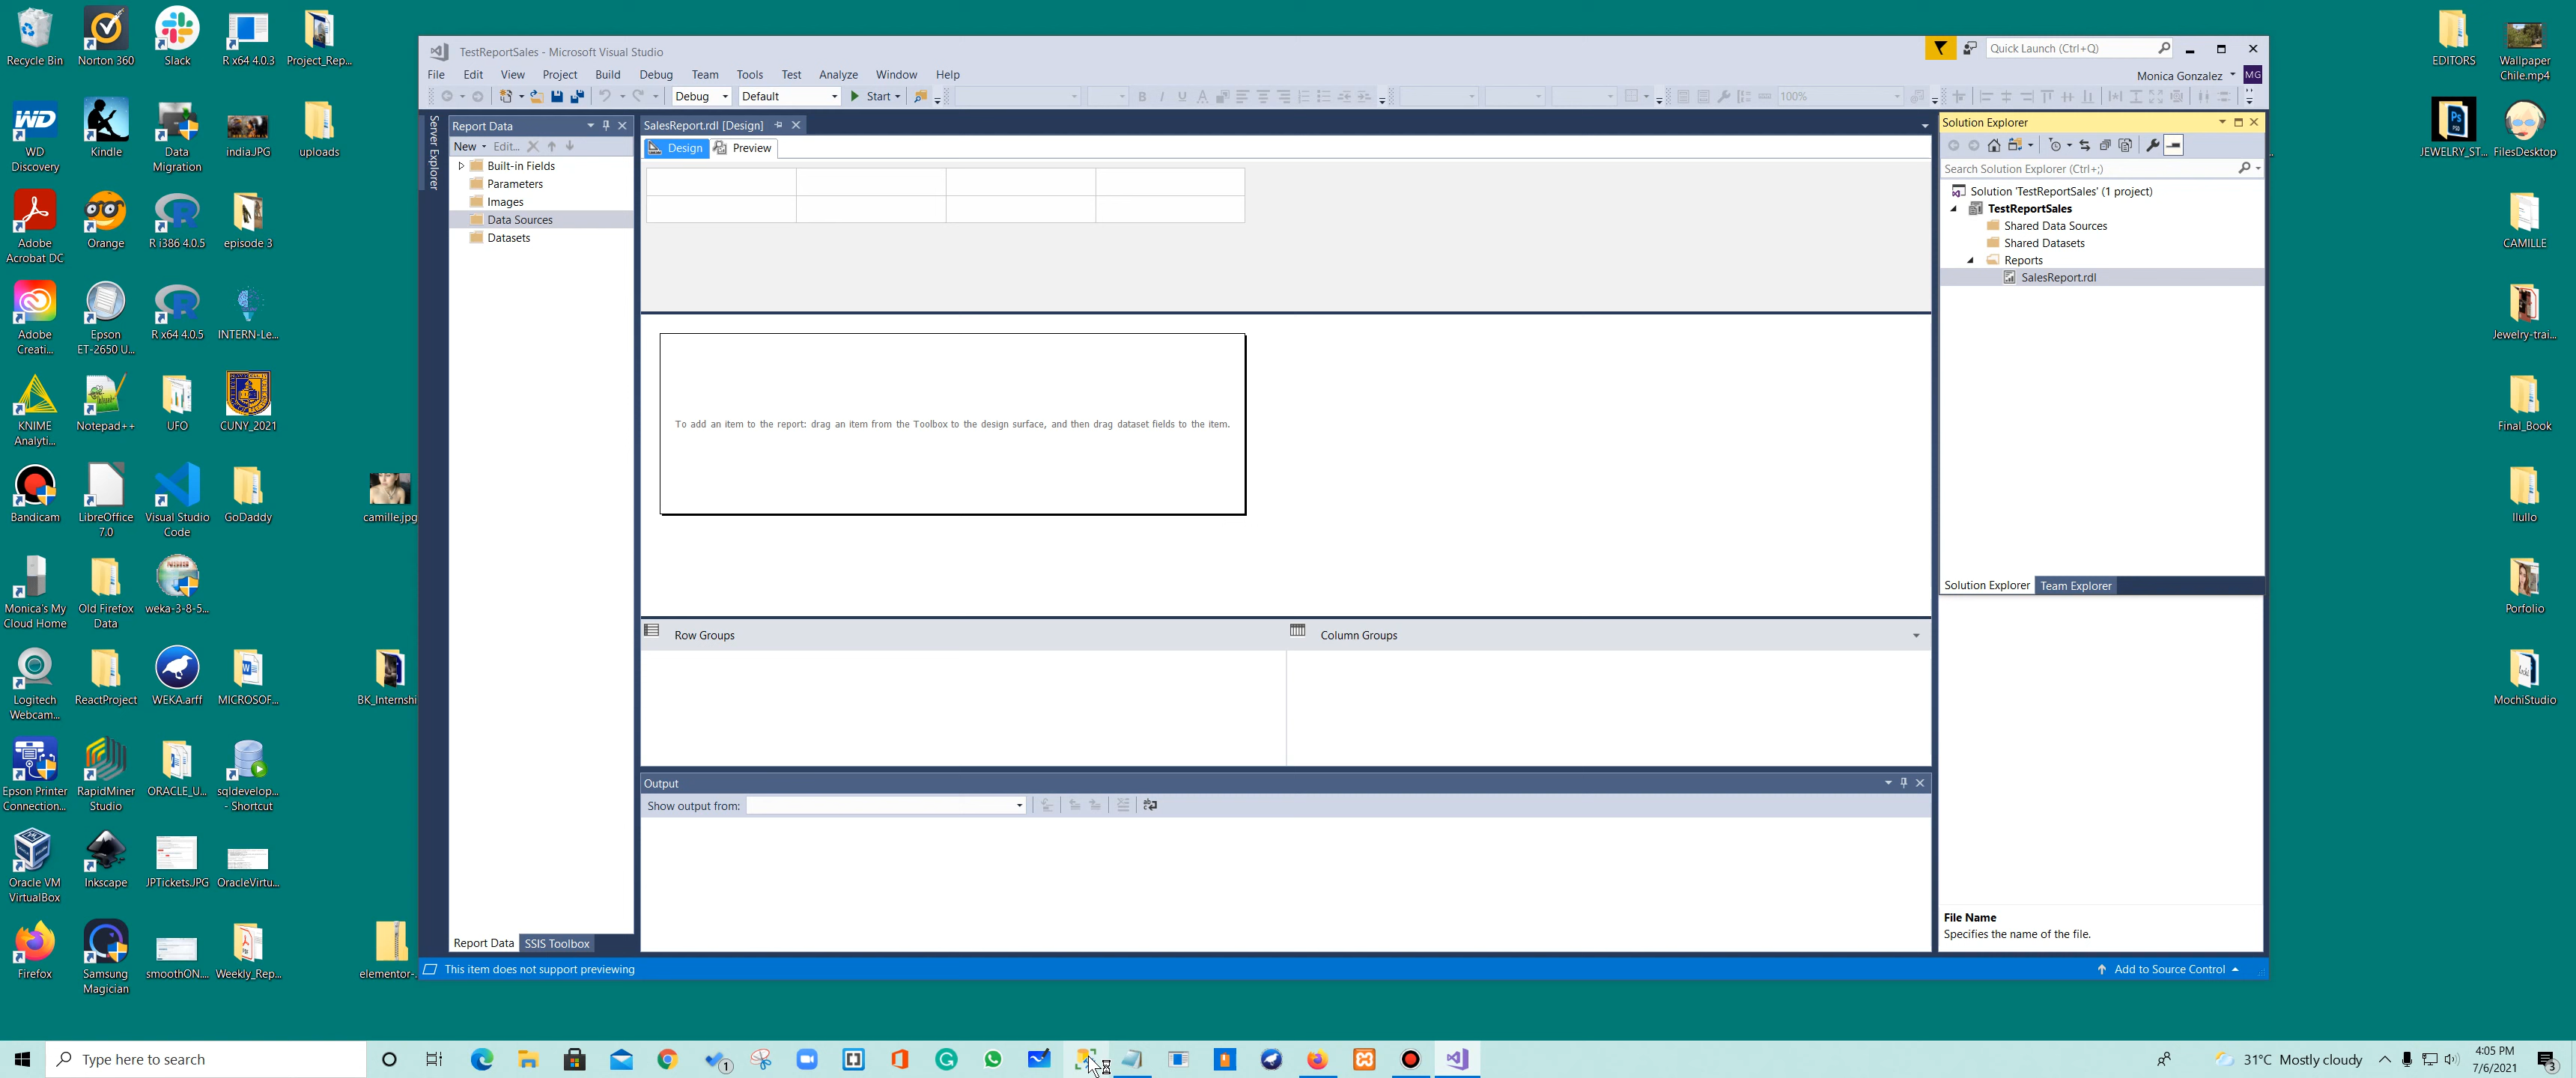 Recycle Bin
Norton 360
Slack
R x64 4.0.3
Project_Rep...
WD Discovery
Kindle
Data Migration
indiaJPG
uploads
Adobe Acrobat DC
Orange
R i386 4.0.5
episode 3
Adobe Creati...
Epson ET-2650 U...
R x64 4.0.5
INTERN-Le...
KNIME Analyti...
Notepad++
UFO
CUNY_2021
Bandicam
LibreOffice 7.0
Visual Studio Code
GoDaddy
camille.jpg
Monica's My Cloud Home
Old Firefox Data
weka-3-8-5...
Logitech Webcam...
ReactProject
WEKA.arff
MICROSOF...
BK_Internshi
Epson Printer Connection...
RapidMiner Studio
ORACLE_U...
sqldevelop... - Shortcut
Oracle VM VirtualBox
Inkscape
JPTickets.JPG
OracleVirtu...
Firefox
Samsung Magician
smoothON....
Weekly_Rep...
elementor-.
TestReportSales - Microsoft Visual Studio
Quick Launch (Ctrl+Q)
File Edit View Project Build Debug Team Tools Test Analyze Window Help
Monica Gonzalez MG
Debug Default Start 100%
Server Explorer
Report Data
New Edit...
Built-in Fields
Parameters
Images
Data Sources
Datasets
Report Data SSIS Toolbox
SalesReport.rdl [Design]
Design Preview
To add an item to the report: drag an item from the Toolbox to the design surface, and then drag dataset fields to the item.
Row Groups
Column Groups
Output
Show output from:
Solution Explorer
Search Solution Explorer (Ctrl+;)
Solution 'TestReportSales' (1 project)
TestReportSales
Shared Data Sources
Shared Datasets
Reports
SalesReport.rdl
Solution Explorer Team Explorer
File Name
Specifies the name of the file.
This item does not support previewing
Add to Source Control
EDITORS
Wallpaper Chile.mp4
JEWELRY_ST...
FilesDesktop
CAMILLE
Jewelry-trai...
Final_Book
Ilullo
Porfolio
MochiStudio
Type here to search
1
31°C Mostly cloudy
4:05 PM
7/6/2021
3